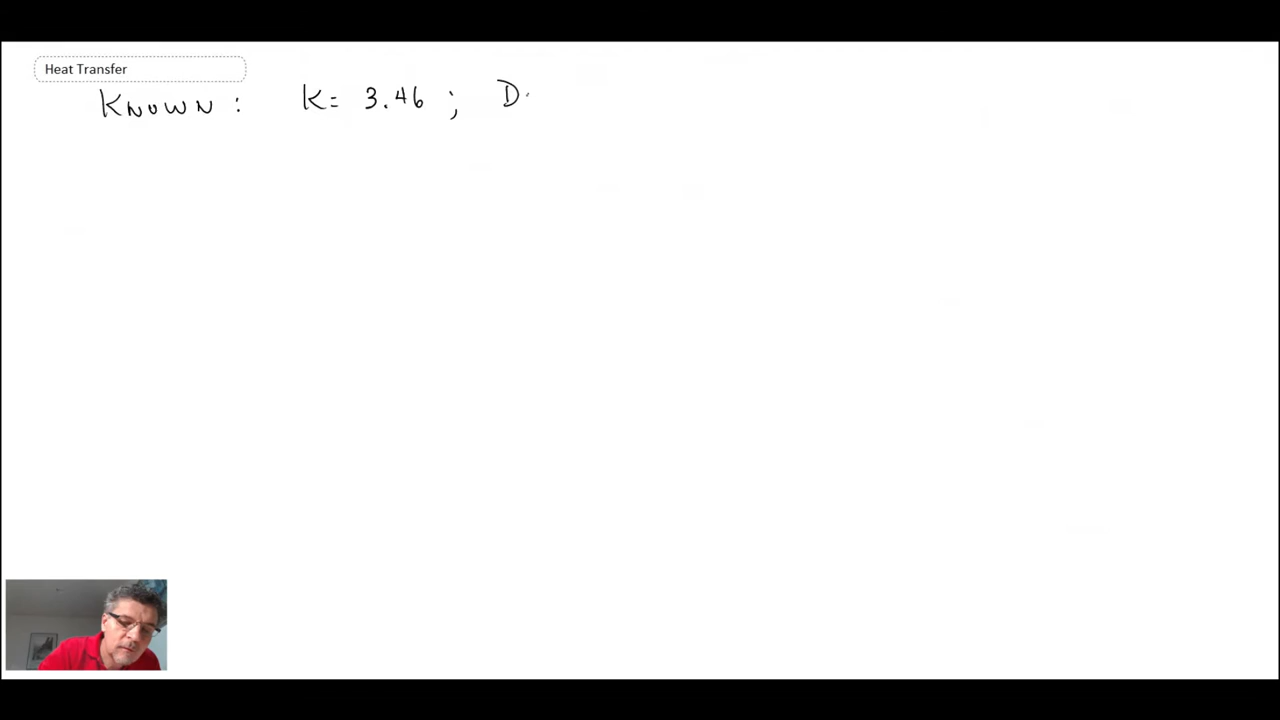 Heat Transfer
KNOWN : K= 3.46 ; D